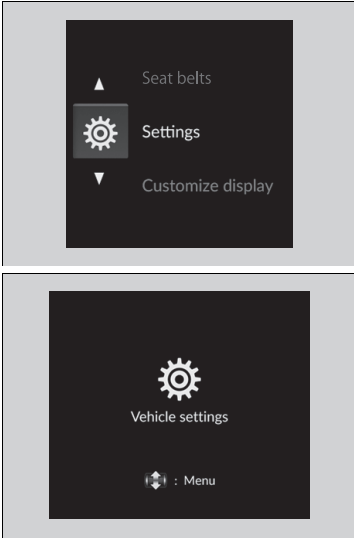 Seat belts
Settings
Customize display
Vehicle settings
: Menu